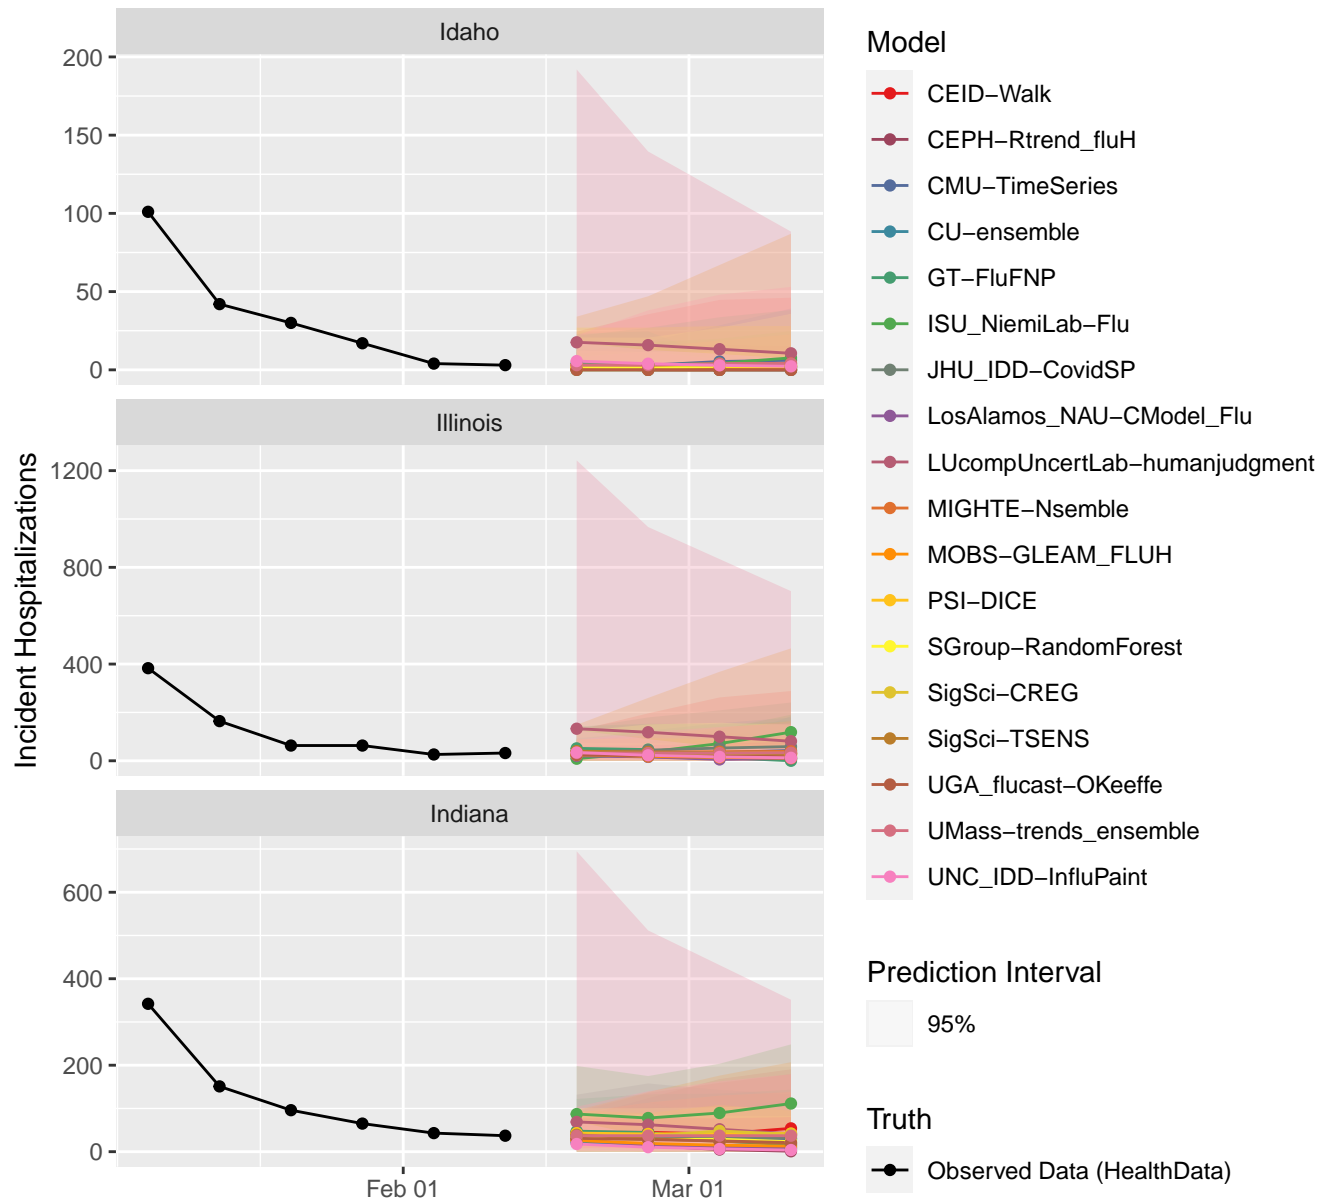 Idaho
200
150
100
50
0
Illinois
1200
800
400
0
Indiana
600
400
200
0
Feb 01
Mar 01
Incident Hospitalizations
Model
CEID−Walk
CEPH−Rtrend_fluH
CMU−TimeSeries
CU−ensemble
GT−FluFNP
ISU_NiemiLab−Flu
JHU_IDD−CovidSP
LosAlamos_NAU−CModel_Flu
LUcompUncertLab−humanjudgment
MIGHTE−Nsemble
MOBS−GLEAM_FLUH
PSI−DICE
SGroup−RandomForest
SigSci−CREG
SigSci−TSENS
UGA_flucast−OKeeffe
UMass−trends_ensemble
UNC_IDD−InfluPaint
Prediction Interval
95%
Truth
Observed Data (HealthData)